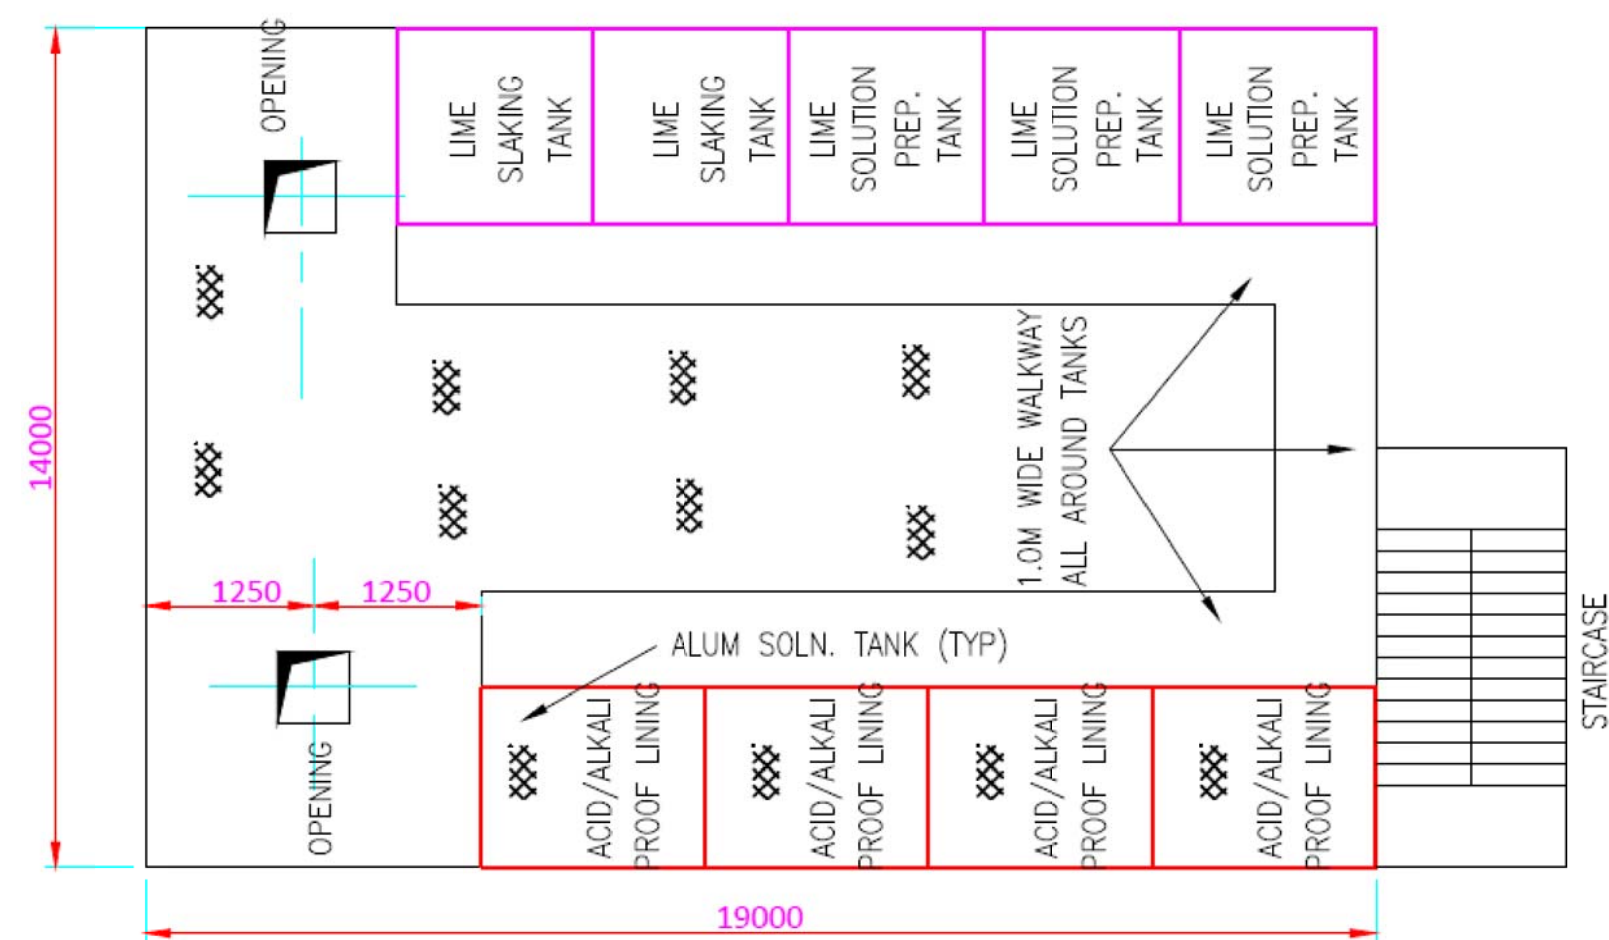 OPENING
LIME
SLAKING
TANK
LIME
SLAKING
TANK
LIME
SOLUTION
PREP.
TANK
LIME
SOLUTION
PREP.
TANK
LIME
SOLUTION
PREP.
TANK
14000
1.0M WIDE WALKWAY
ALL AROUND TANKS
1250
1250
ALUM SOLN. TANK (TYP)
STAIRCASE
OPENING
ACID/ALKALI
PROOF LINING
ACID/ALKALI
PROOF LINING
ACID/ALKALI
PROOF LINING
ACID/ALKALI
PROOF LINING
19000